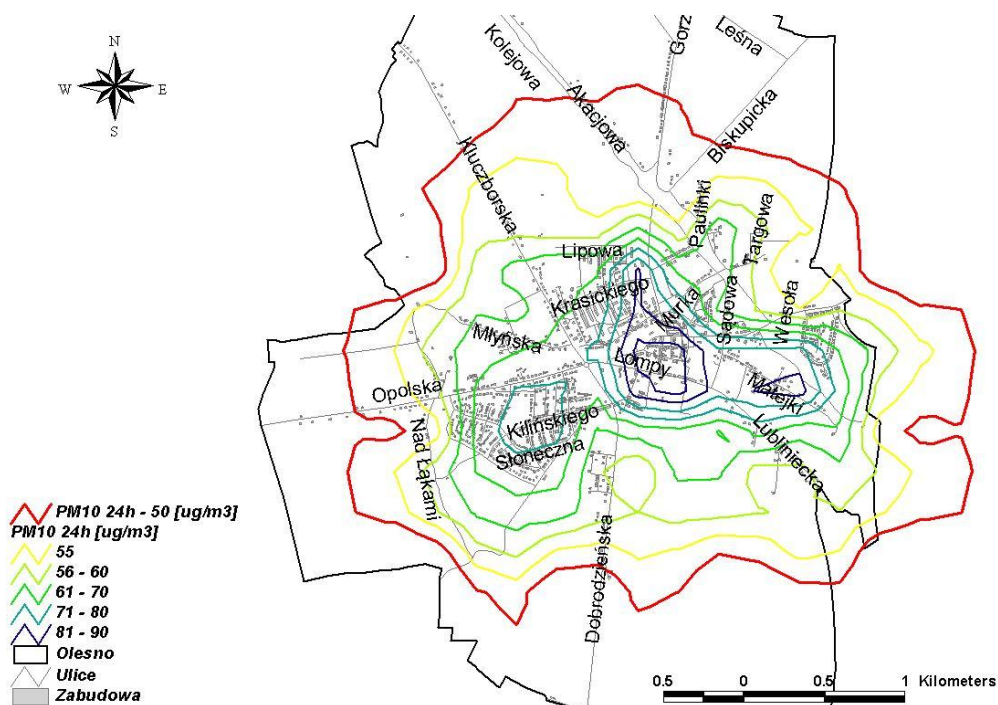 N
W E
S
Kolejowa
Akacjowa
Gorz
Leśna
Biskupicka
Kluczborska
Paulinki
Targowa
Lipowa
Krasickiego
Murka
Sądowa
Wesoła
Młyńska
Lompy
Opolska
Matejki
Kilińskiego
Słoneczna
Nad Łąkami
Lubliniecka
Dobrodzieńska
PM10 24h - 50 [ug/m3]
PM10 24h [ug/m3]
55
56 - 60
61 - 70
71 - 80
81 - 90
Olesno
Ulice
Zabudowa
0.5 0 0.5 1 Kilometers